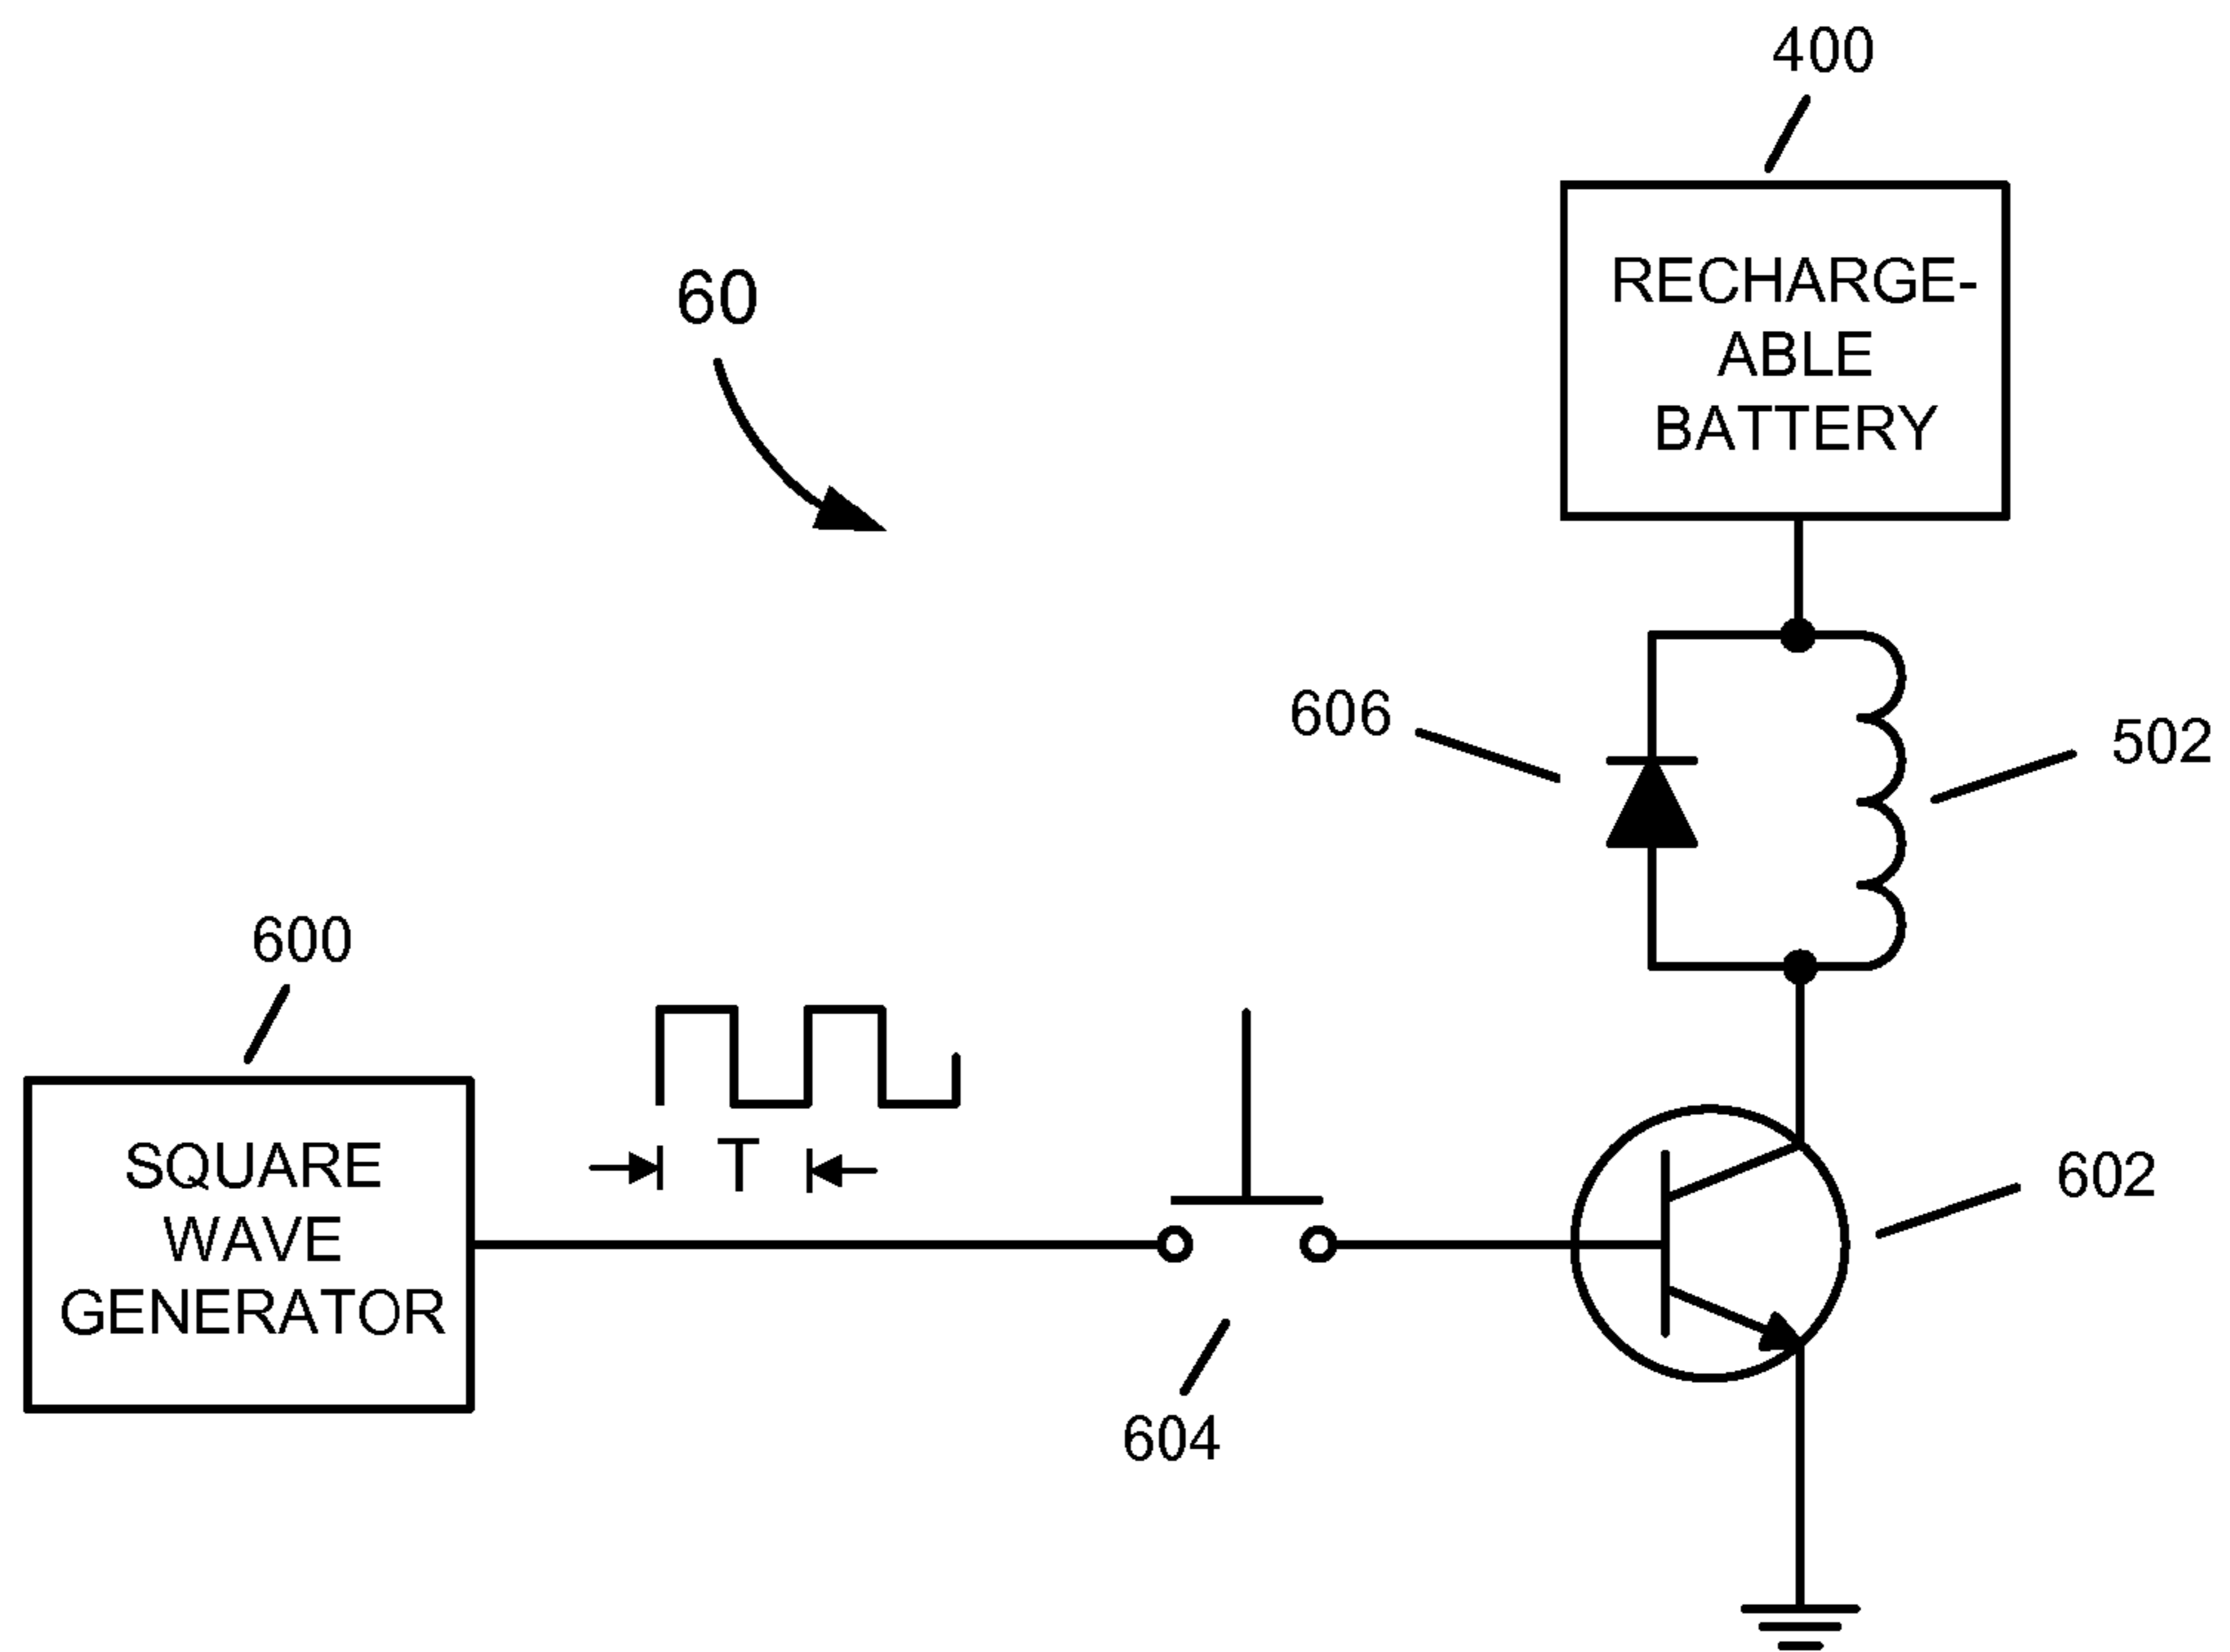 400
RECHARGE-
ABLE
BATTERY
60
606
502
600
SQUARE
WAVE
GENERATOR
T
602
604